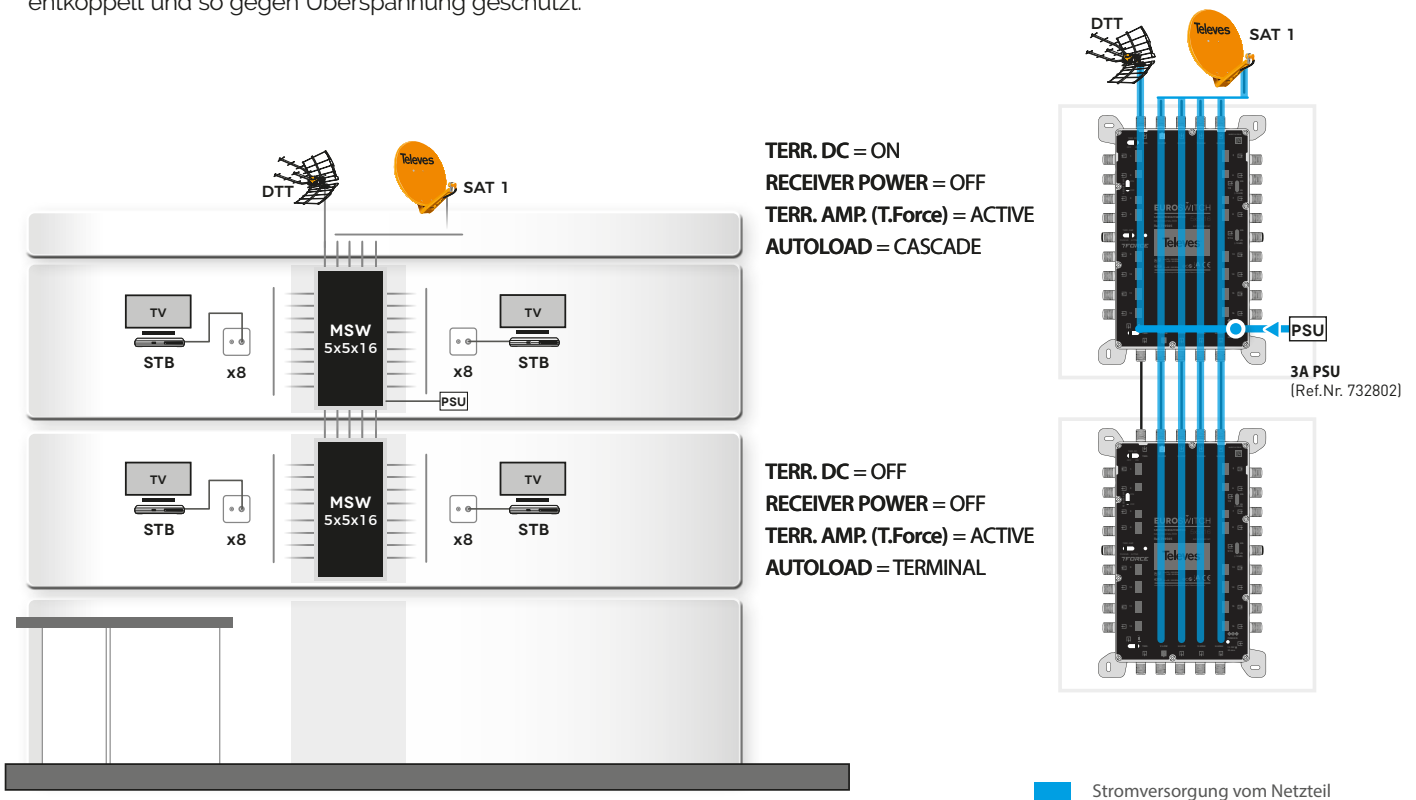 entkoppelt und so gegen Überspannung geschützt.
DTT
Televes
SAT 1
TERR. DC = ON
RECEIVER POWER = OFF
TERR. AMP. (T.Force) = ACTIVE
AUTOLOAD = CASCADE
TV
STB
x8
MSW
5x5x16
x8
TV
STB
PSU
TV
STB
x8
MSW
5x5x16
x8
TV
STB
TERR. DC = OFF
RECEIVER POWER = OFF
TERR. AMP. (T.Force) = ACTIVE
AUTOLOAD = TERMINAL
DTT
Televes
SAT 1
EUROSWITCH
TFORCE
Televes
PSU
3A PSU
(Ref.Nr. 732802)
EUROSWITCH
TFORCE
Televes
Stromversorgung vom Netzteil